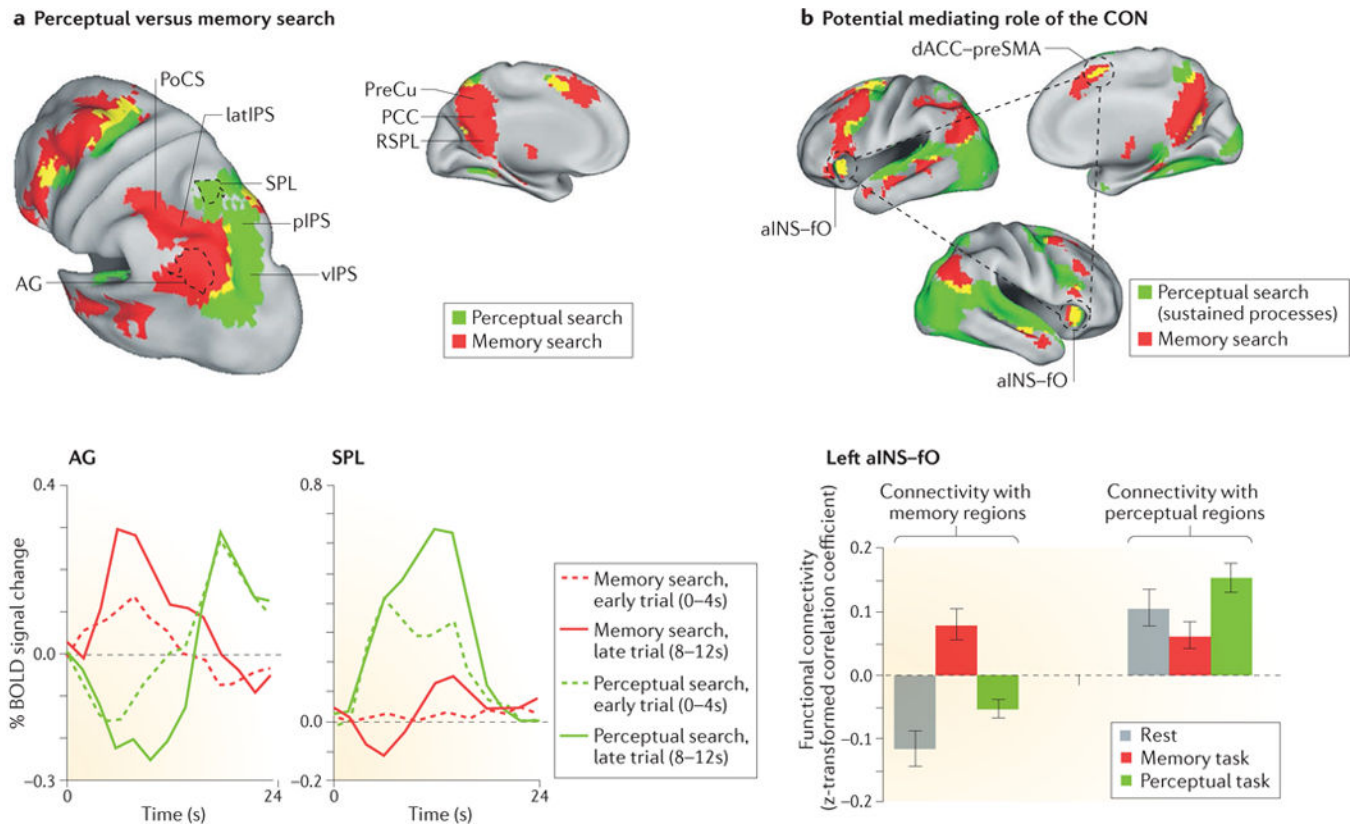 a Perceptual versus memory search
PoCS
latIPS
SPL
pIPS
vIPS
AG
PreCu
PCC
RSPL
Perceptual search
Memory search
b Potential mediating role of the CON
dACC–preSMA
aINS–fO
aINS–fO
Perceptual search
(sustained processes)
Memory search
AG
% BOLD signal change
0.4
0.0
–0.3
0
24
Time (s)
SPL
0.8
0.0
–0.2
0
24
Time (s)
Memory search,
early trial (0–4s)
Memory search,
late trial (8–12s)
Perceptual search,
early trial (0–4s)
Perceptual search,
late trial (8–12s)
Left aINS–fO
Connectivity with
memory regions
Connectivity with
perceptual regions
Functional connectivity
(z-transformed correlation coefficient)
0.2
0.1
0.0
–0.1
–0.2
Rest
Memory task
Perceptual task